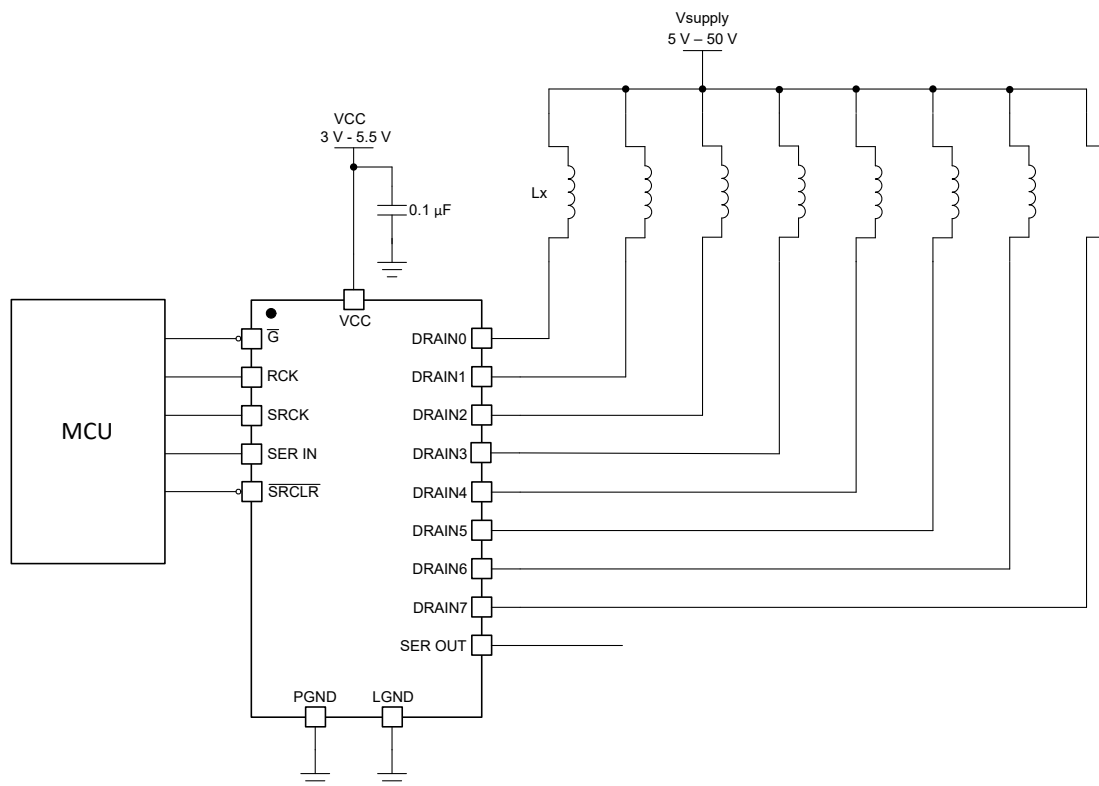 Vsupply
5 V – 50 V
VCC
3 V - 5.5 V
0.1 µF
Lx
MCU
VCC
G
RCK
SRCK
SER IN
SRCLR
DRAIN0
DRAIN1
DRAIN2
DRAIN3
DRAIN4
DRAIN5
DRAIN6
DRAIN7
SER OUT
PGND
LGND